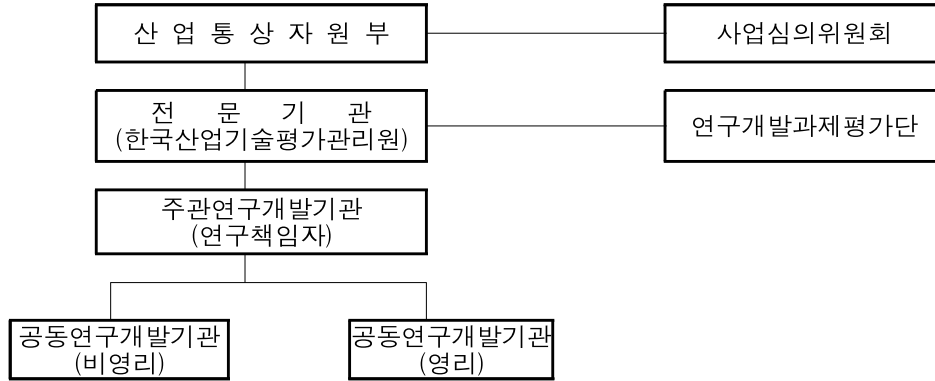 산 업 통 상 자 원 부
사업심의위원회
전 문 기 관
(한국산업기술평가관리원)
연구개발과제평가단
주관연구개발기관
(연구책임자)
공동연구개발기관
(비영리)
공동연구개발기관
(영리)